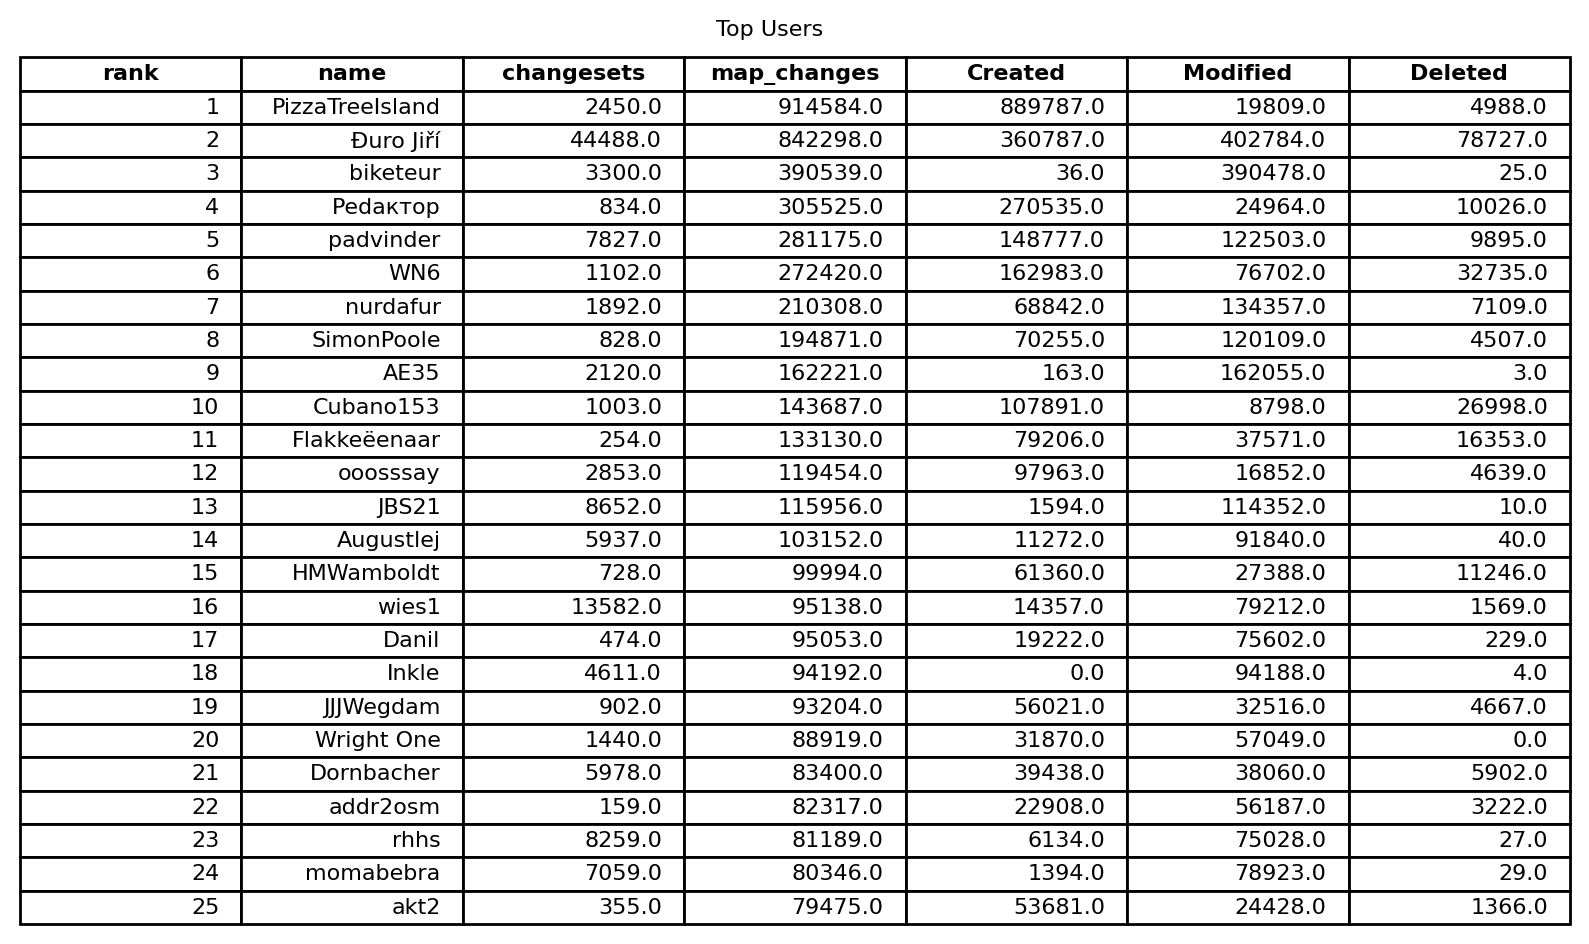 Top Users
rank name changesets map_changes Created Modified Deleted
1 PizzaTreeIsland 2450.0 914584.0 889787.0 19809.0 4988.0
2 Đuro Jiří 44488.0 842298.0 360787.0 402784.0 78727.0
3 biketeur 3300.0 390539.0 36.0 390478.0 25.0
4 Реdактор 834.0 305525.0 270535.0 24964.0 10026.0
5 padvinder 7827.0 281175.0 148777.0 122503.0 9895.0
6 WN6 1102.0 272420.0 162983.0 76702.0 32735.0
7 nurdafur 1892.0 210308.0 68842.0 134357.0 7109.0
8 SimonPoole 828.0 194871.0 70255.0 120109.0 4507.0
9 AE35 2120.0 162221.0 163.0 162055.0 3.0
10 Cubano153 1003.0 143687.0 107891.0 8798.0 26998.0
11 Flakkeëenaar 254.0 133130.0 79206.0 37571.0 16353.0
12 ooosssay 2853.0 119454.0 97963.0 16852.0 4639.0
13 JBS21 8652.0 115956.0 1594.0 114352.0 10.0
14 Augustlej 5937.0 103152.0 11272.0 91840.0 40.0
15 HMWamboldt 728.0 99994.0 61360.0 27388.0 11246.0
16 wies1 13582.0 95138.0 14357.0 79212.0 1569.0
17 Danil 474.0 95053.0 19222.0 75602.0 229.0
18 Inkle 4611.0 94192.0 0.0 94188.0 4.0
19 JJJWegdam 902.0 93204.0 56021.0 32516.0 4667.0
20 Wright One 1440.0 88919.0 31870.0 57049.0 0.0
21 Dornbacher 5978.0 83400.0 39438.0 38060.0 5902.0
22 addr2osm 159.0 82317.0 22908.0 56187.0 3222.0
23 rhhs 8259.0 81189.0 6134.0 75028.0 27.0
24 momabebra 7059.0 80346.0 1394.0 78923.0 29.0
25 akt2 355.0 79475.0 53681.0 24428.0 1366.0